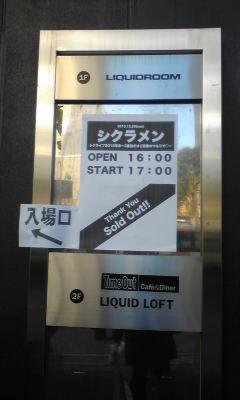 1F LIQUIDROOM
シクラメン
OPEN 16:00
START 17:00
Thank You
Sold Out!!
入場口
TimeOut Café&Diner
2F LIQUID LOFT